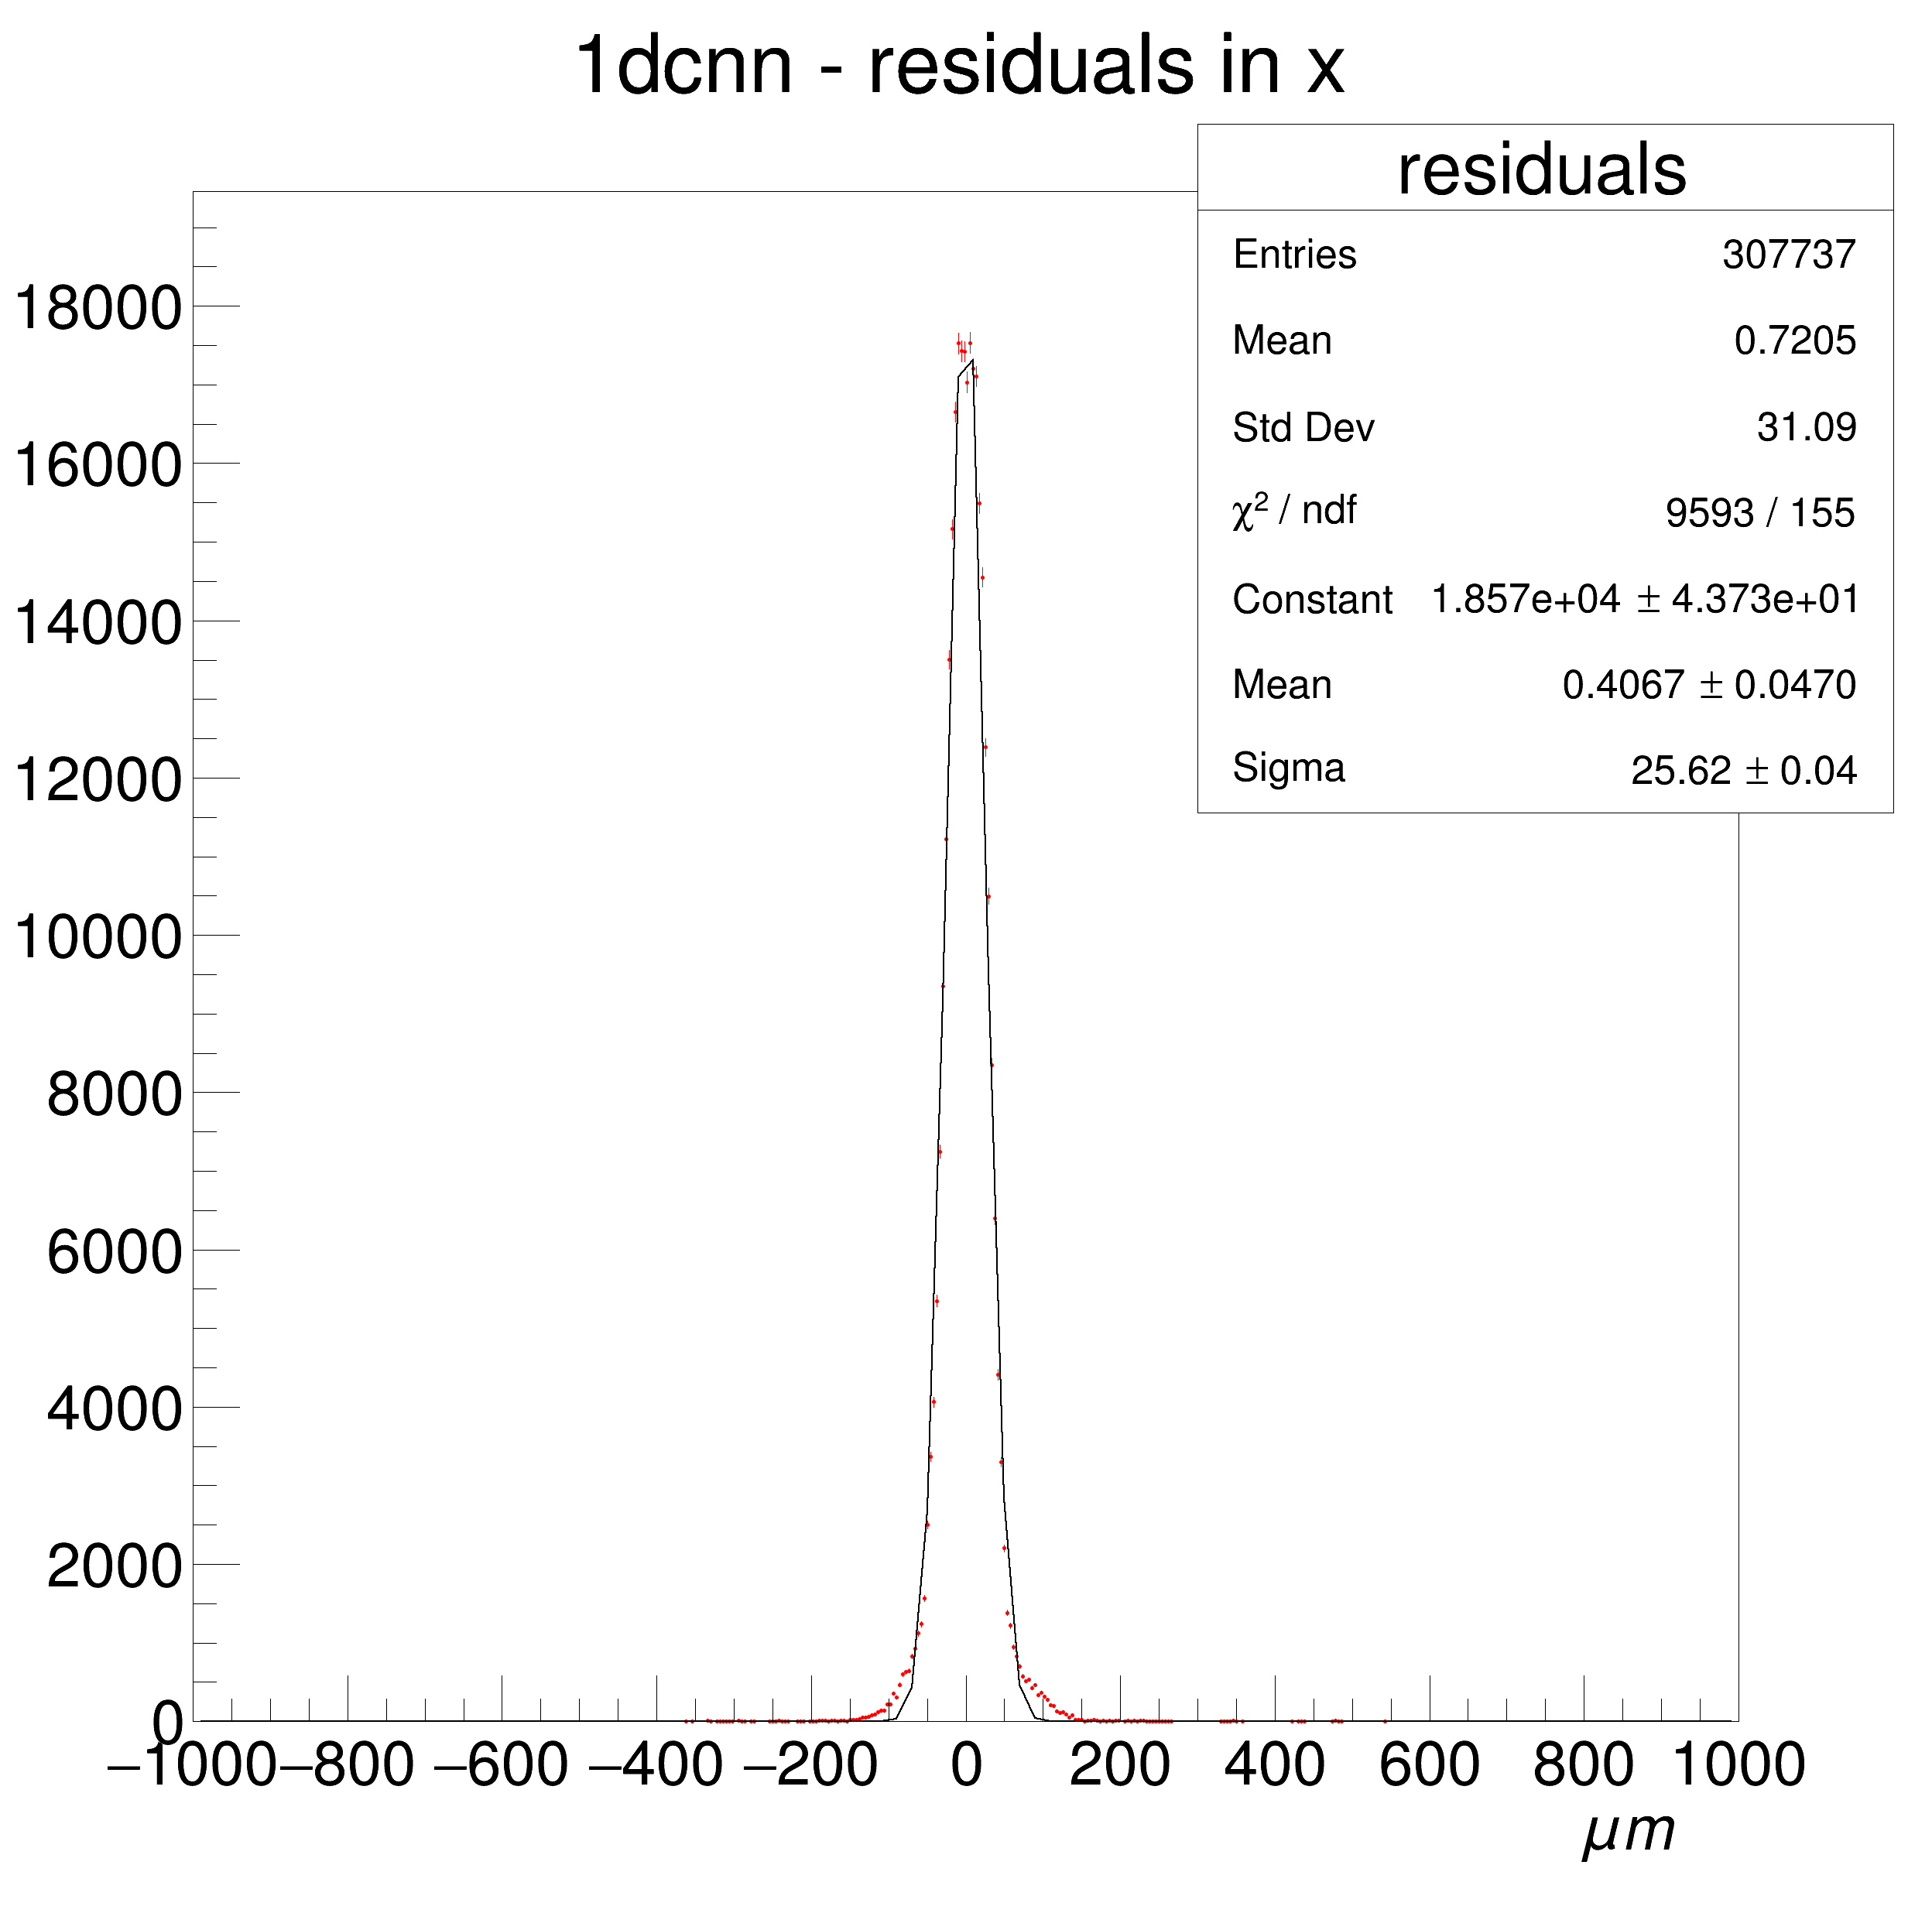 1dcnn - residuals in x
residuals
Entries 307737
Mean 0.7205
Std Dev 31.09
χ² / ndf 9593 / 155
Constant 1.857e+04 ± 4.373e+01
Mean 0.4067 ± 0.0470
Sigma 25.62 ± 0.04
18000
16000
14000
12000
10000
8000
6000
4000
2000
0
−1000 −800 −600 −400 −200 0 200 400 600 800 1000
μm